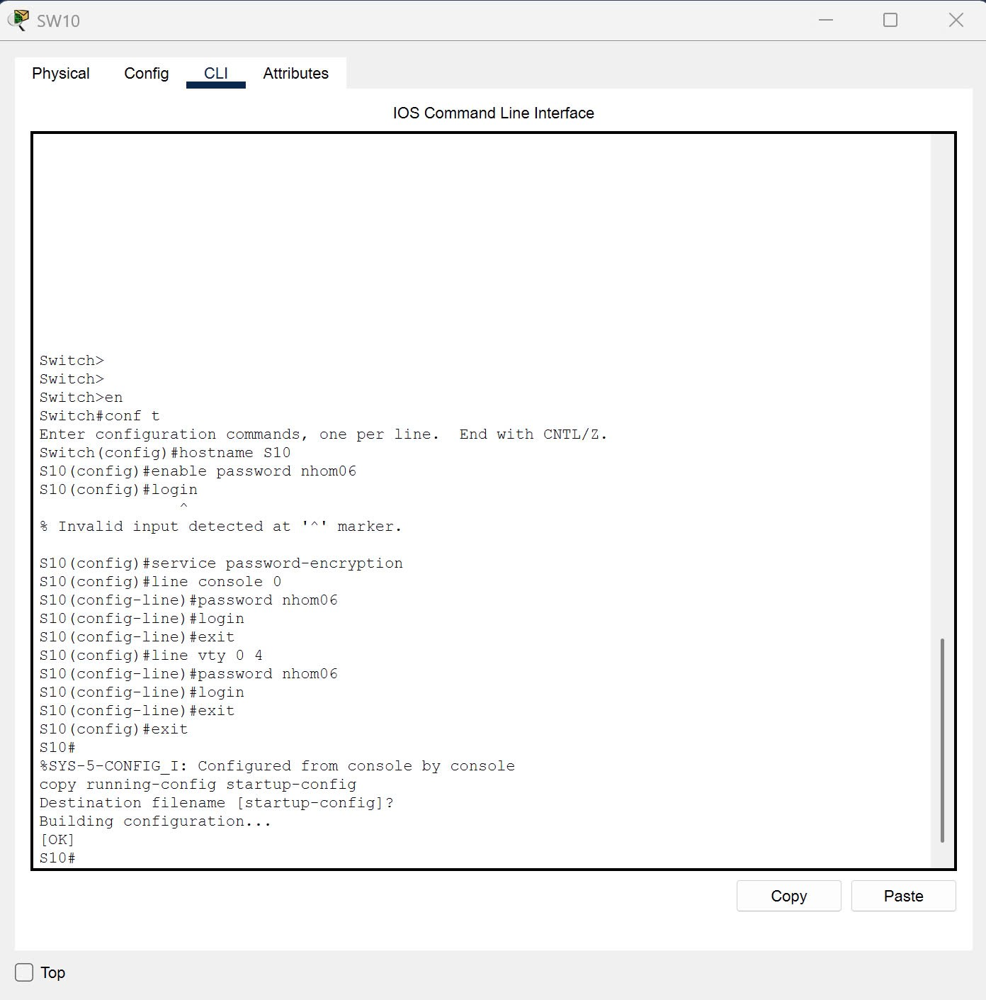 SW10
Physical Config CLI Attributes
IOS Command Line Interface
Switch>
Switch>
Switch>en
Switch#conf t
Enter configuration commands, one per line.  End with CNTL/Z.
Switch(config)#hostname S10
S10(config)#enable password nhom06
S10(config)#login
^
% Invalid input detected at '^' marker.
S10(config)#service password-encryption
S10(config)#line console 0
S10(config-line)#password nhom06
S10(config-line)#login
S10(config-line)#exit
S10(config)#line vty 0 4
S10(config-line)#password nhom06
S10(config-line)#login
S10(config-line)#exit
S10(config)#exit
S10#
%SYS-5-CONFIG_I: Configured from console by console
copy running-config startup-config
Destination filename [startup-config]?
Building configuration...
[OK]
S10#
Copy Paste
Top